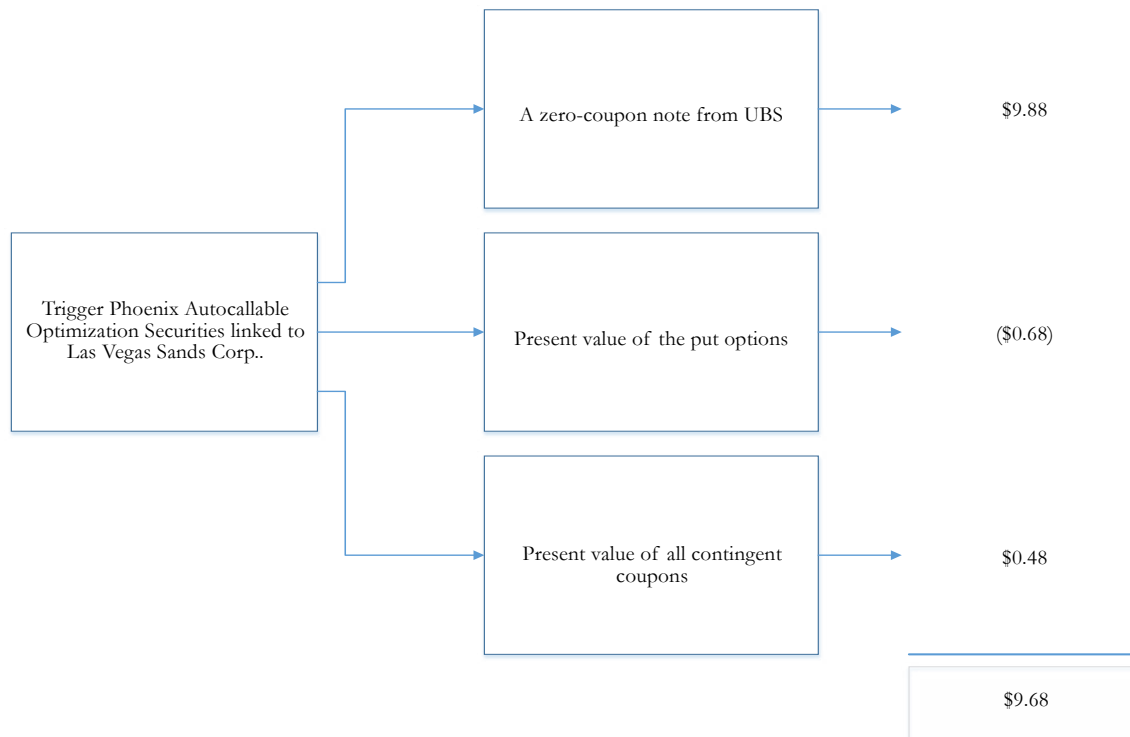 A zero-coupon note from UBS
$9.88
Trigger Phoenix Autocallable
Optimization Securities linked to
Las Vegas Sands Corp..
Present value of the put options
($0.68)
Present value of all contingent
coupons
$0.48
$9.68